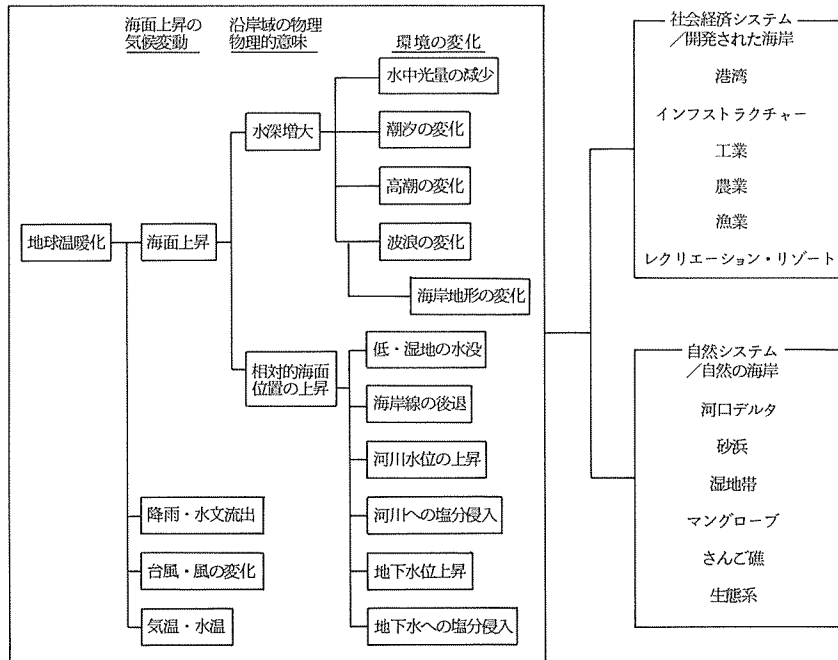 海面上昇の
気候変動
沿岸域の物理
物理的意味
環境の変化
水中光量の減少
水深増大
潮汐の変化
高潮の変化
地球温暖化
海面上昇
波浪の変化
海岸地形の変化
相対的海面
位置の上昇
低・湿地の水没
海岸線の後退
河川水位の上昇
降雨・水文流出
河川への塩分侵入
台風・風の変化
地下水位上昇
気温・水温
地下水への塩分侵入
社会経済システム
／開発された海岸
港湾
インフストラクチャー
工業
農業
漁業
レクリエーション・リゾート
自然システム
／自然の海岸
河口デルタ
砂浜
湿地帯
マングローブ
さんご礁
生態系